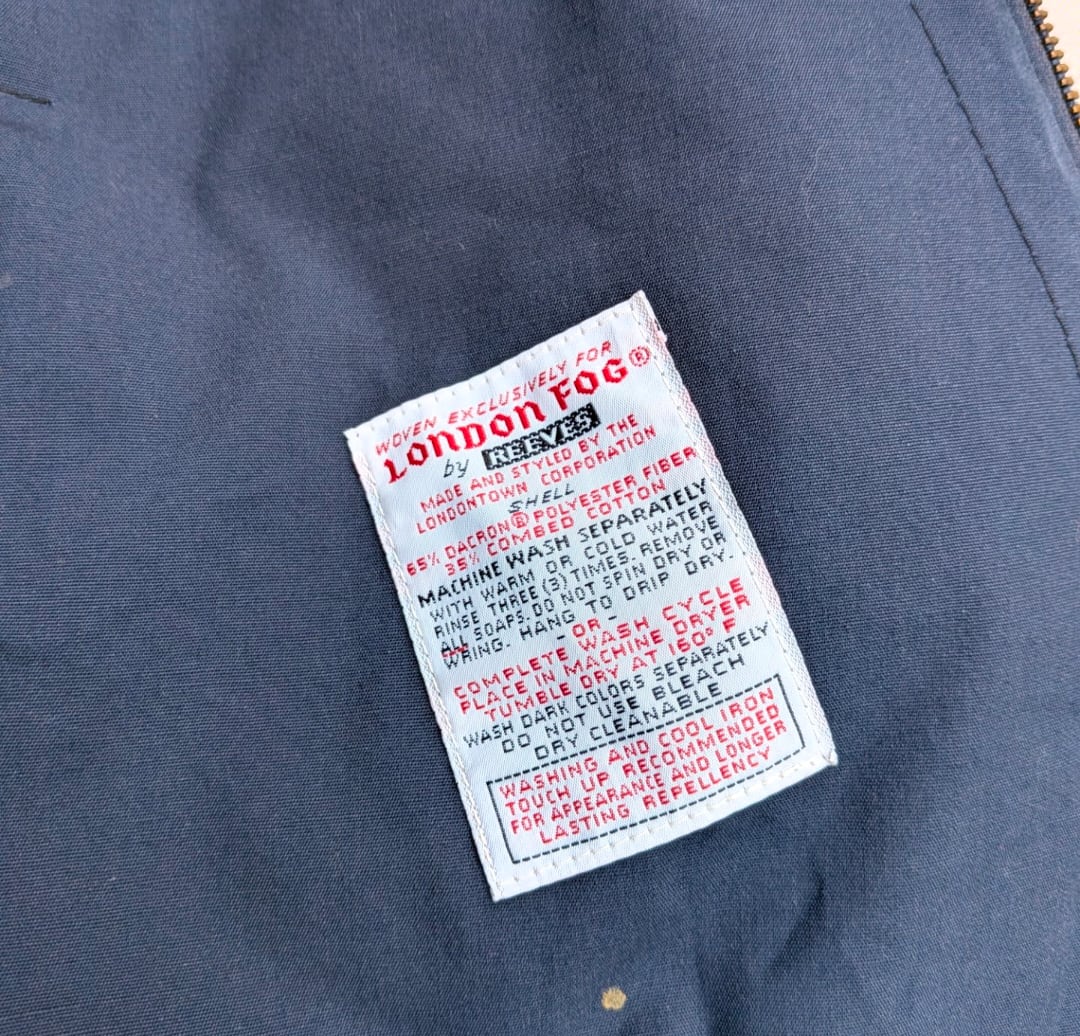 WOVEN EXCLUSIVELY FOR
LONDON FOG®
by REEVES
MADE AND STYLED BY THE
LONDONTOWN CORPORATION
SHELL
65% DACRON® POLYESTER FIBER
35% COMBED COTTON
MACHINE WASH SEPARATELY
WITH WARM OR COLD WATER
RINSE THREE (3) TIMES. REMOVE
ALL SOAPS. DO NOT SPIN DRY OR
WRING. HANG TO DRIP DRY.
- OR -
COMPLETE WASH CYCLE
PLACE IN MACHINE DRYER
TUMBLE DRY AT 160° F
WASH DARK COLORS SEPARATELY
DO NOT USE BLEACH
DRY CLEANABLE
WASHING AND COOL IRON
TOUCH UP RECOMMENDED
FOR APPEARANCE AND LONGER
LASTING REPELLENCY